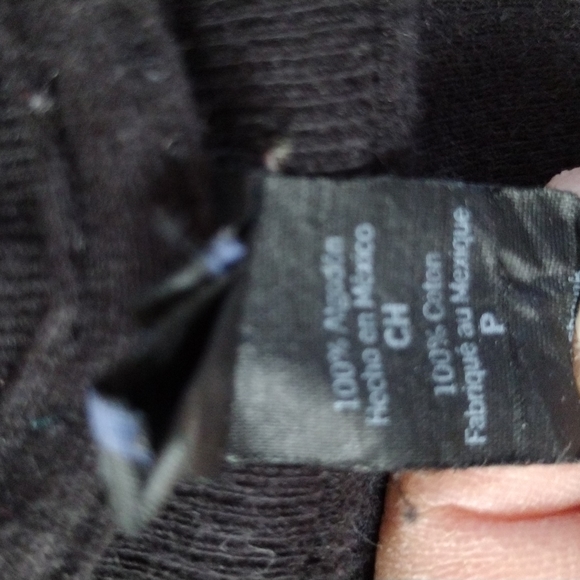 100% Algodón
Hecho en México
CH
100% Coton
Fabriqué au Mexique
P